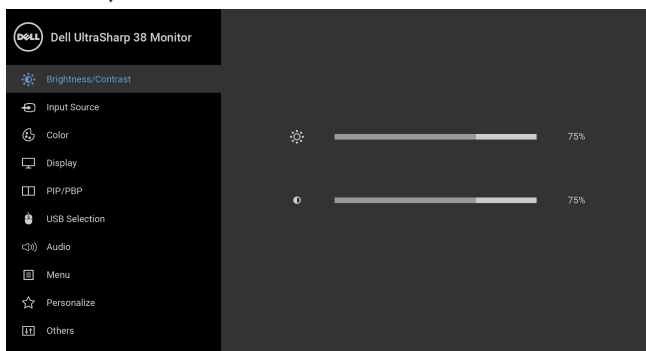 DELL Dell UltraSharp 38 Monitor
Brightness/Contrast
Input Source
Color
75%
Display
PIP/PBP
75%
USB Selection
Audio
Menu
Personalize
Others